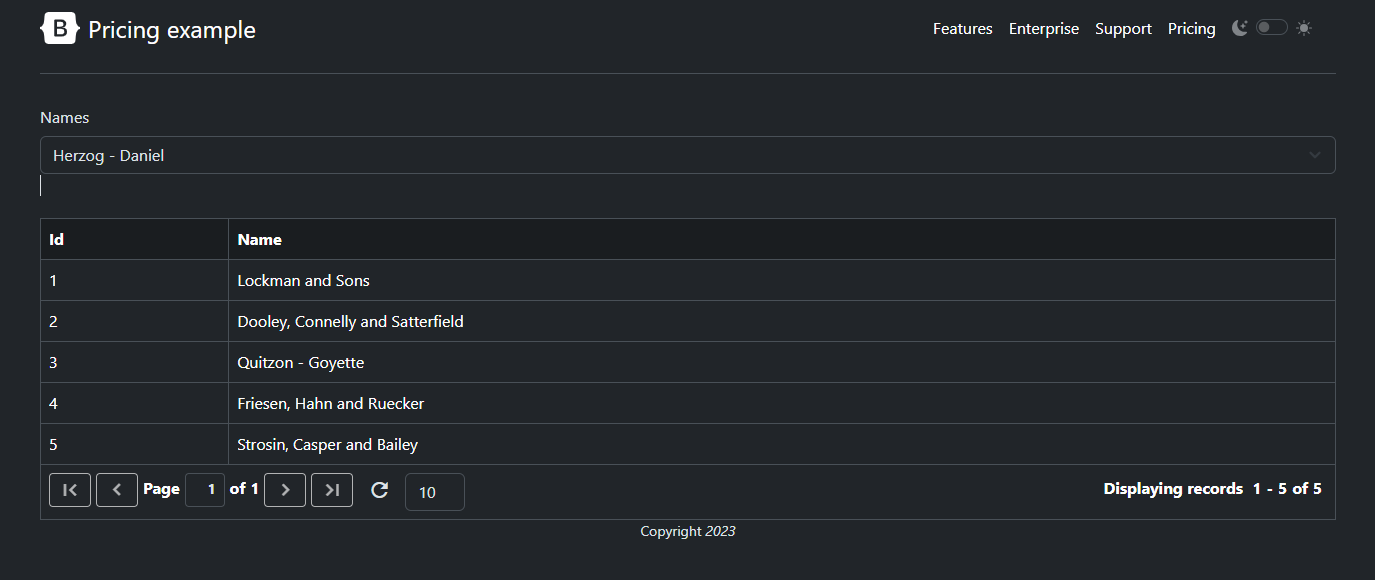 B Pricing example Features Enterprise Support Pricing
Names
Herzog - Daniel
Id Name
1 Lockman and Sons
2 Dooley, Connelly and Satterfield
3 Quitzon - Goyette
4 Friesen, Hahn and Ruecker
5 Strosin, Casper and Bailey
Page 1 of 1 10 Displaying records 1 - 5 of 5
Copyright 2023